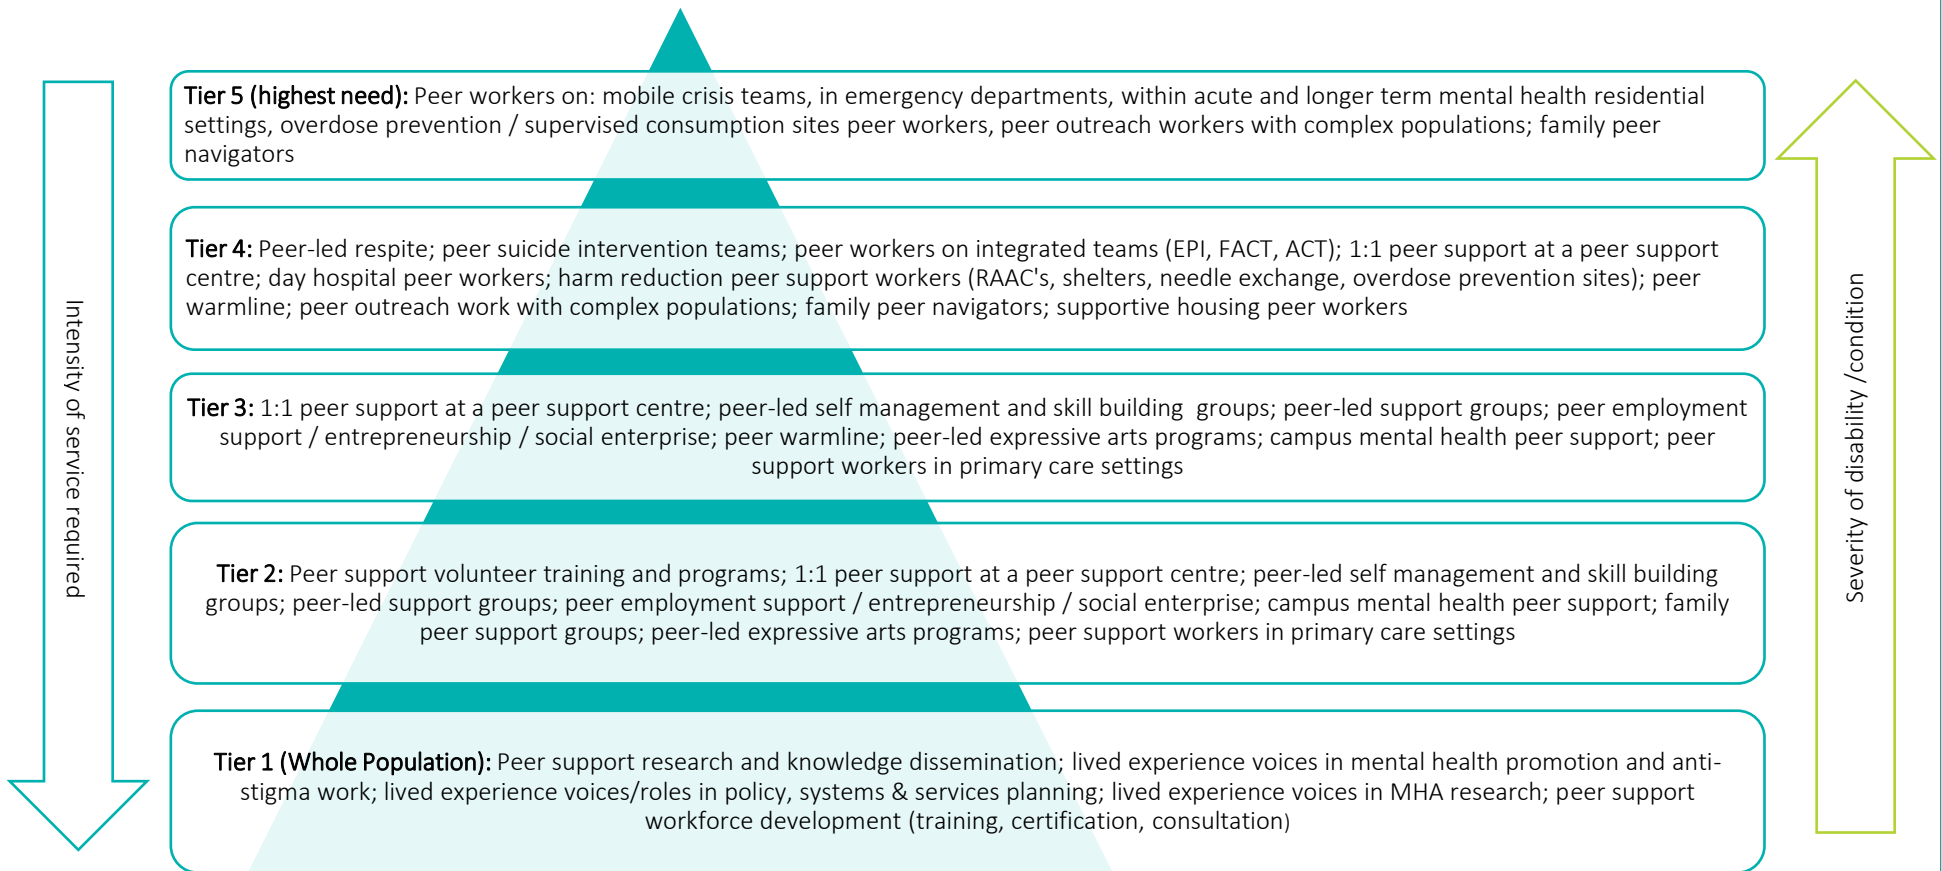 Tier 5 (highest need): Peer workers on: mobile crisis teams, in emergency departments, within acute and longer term mental health residential
settings, overdose prevention / supervised consumption sites peer workers, peer outreach workers with complex populations; family peer
navigators
Tier 4: Peer-led respite; peer suicide intervention teams; peer workers on integrated teams (EPI, FACT, ACT); 1:1 peer support at a peer support
centre; day hospital peer workers; harm reduction peer support workers (RAAC's, shelters, needle exchange, overdose prevention sites); peer
warmline; peer outreach work with complex populations; family peer navigators; supportive housing peer workers
Intensity of service required
Severity of disability /condition
Tier 3: 1:1 peer support at a peer support centre; peer-led self management and skill building groups; peer-led support groups; peer employment
support / entrepreneurship / social enterprise; peer warmline; peer-led expressive arts programs; campus mental health peer support; peer
support workers in primary care settings
Tier 2: Peer support volunteer training and programs; 1:1 peer support at a peer support centre; peer-led self management and skill building
groups; peer-led support groups; peer employment support / entrepreneurship / social enterprise; campus mental health peer support; family
peer support groups; peer-led expressive arts programs; peer support workers in primary care settings
Tier 1 (Whole Population): Peer support research and knowledge dissemination; lived experience voices in mental health promotion and anti-
stigma work; lived experience voices/roles in policy, systems & services planning; lived experience voices in MHA research; peer support
workforce development (training, certification, consultation)